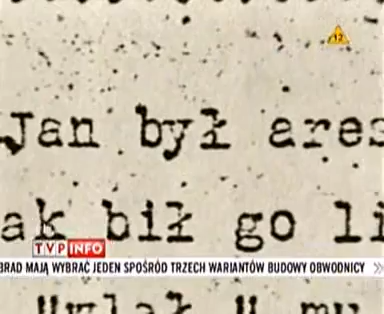 12
Jan był ares
ak bił go li
TVP INFO
BRAD MAJĄ WYBRAĆ JEDEN SPOŚRÓD TRZECH WARIANTÓW BUDOWY OBWODNICY